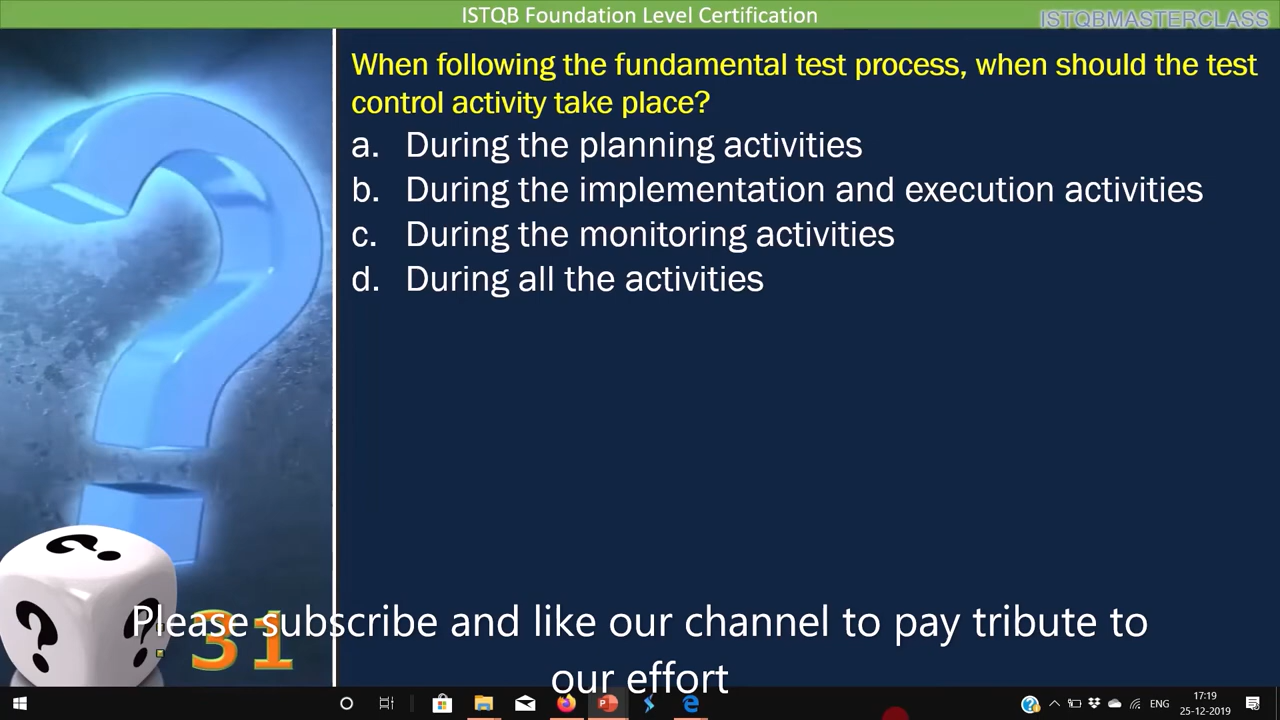 ISTQB Foundation Level Certification
ISTQBMASTERCLASS
When following the fundamental test process, when should the test
control activity take place?
a. During the planning activities
b. During the implementation and execution activities
c. During the monitoring activities
d. During all the activities
: 31
Please subscribe and like our channel to pay tribute to
our effort
ENG
17:19
25-12-2019